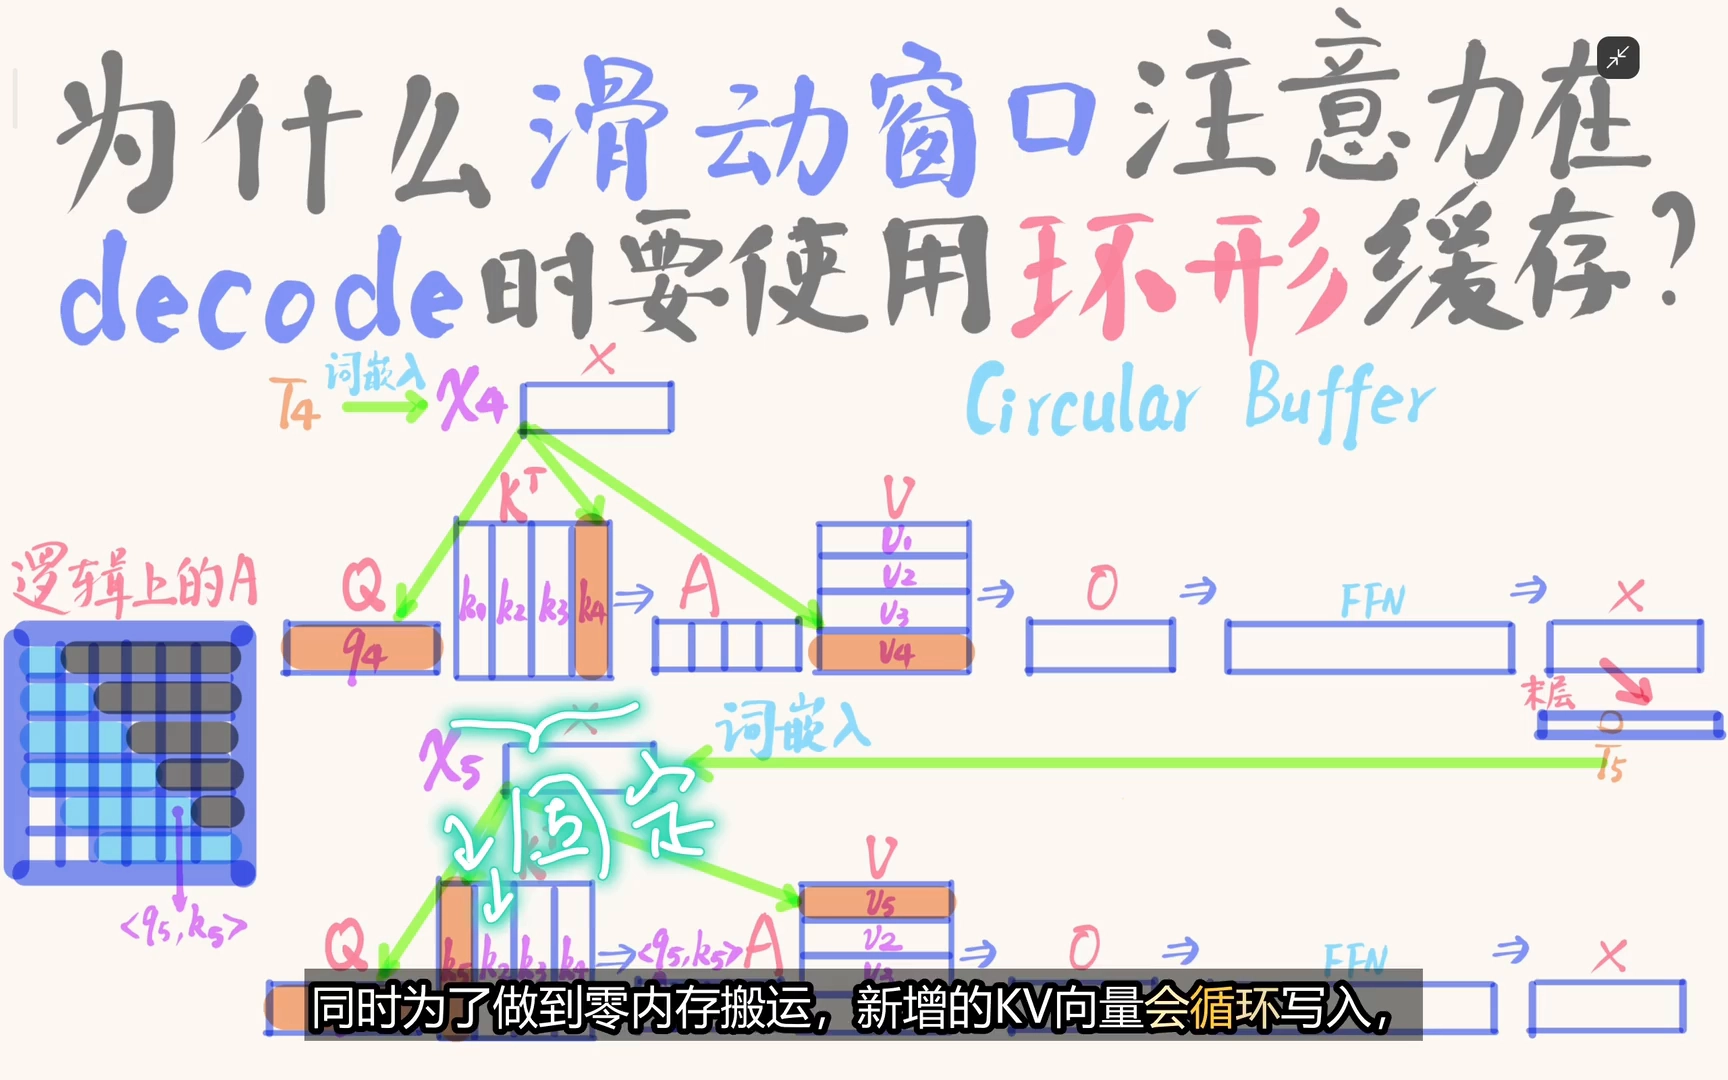 为什么滑动窗口注意力在
decode时要使用环形缓存?
T4 词嵌入 X4 X
Circular Buffer
K^T V
v1
v2
逻辑上的A Q k1 k2 k3 k4 A v3 O FFN X
q4 v4
末层
O
X5 X 词嵌入 T5
固定
V
v5
<q5,k5> Q k5 k2 k3 k4 <q5,k5> A v2 O FFN X
同时为了做到零内存搬运，新增的KV向量会循环写入，